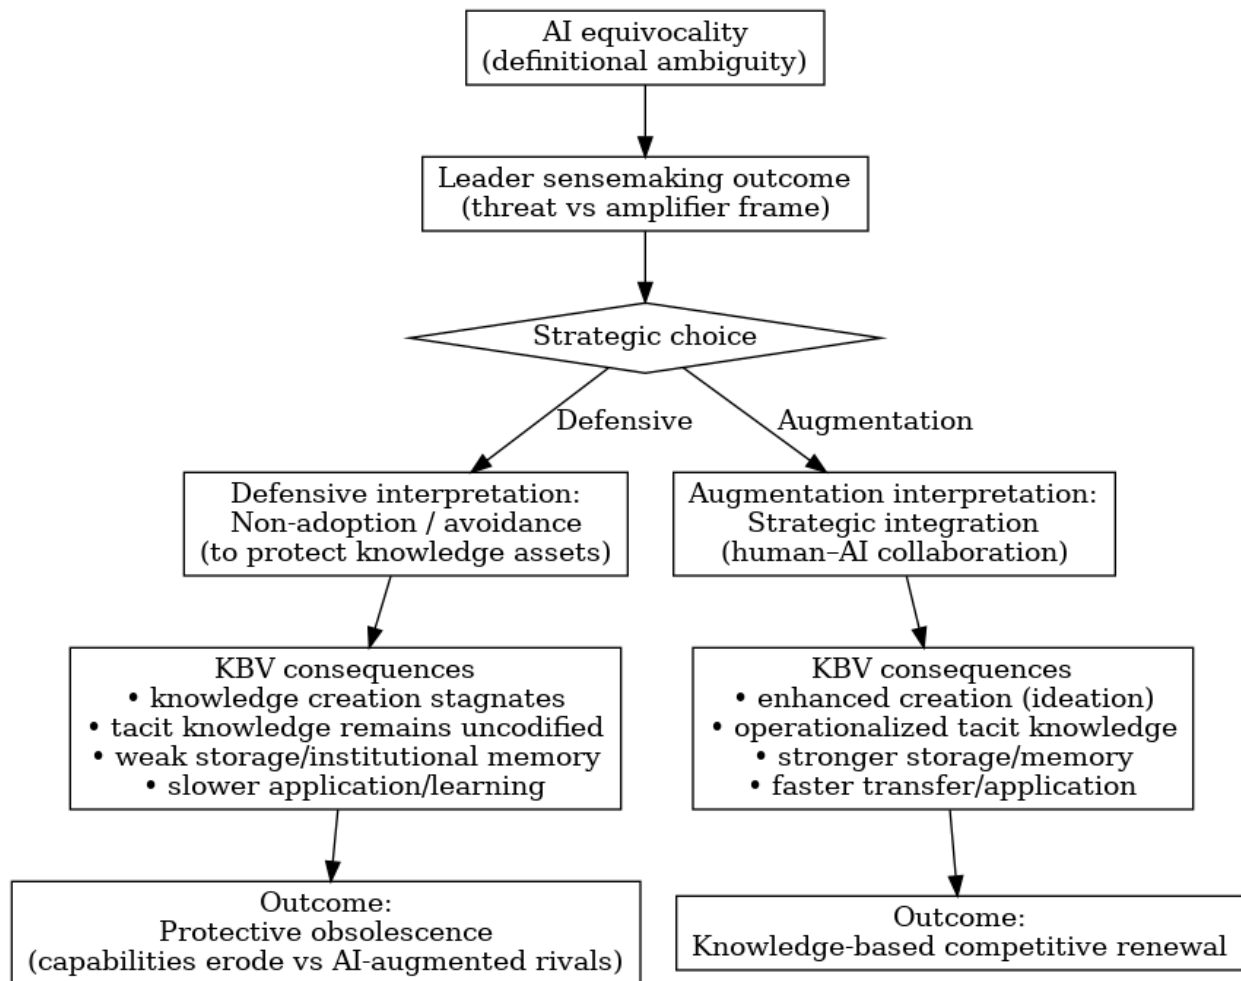 AI equivocality
(definitional ambiguity)
Leader sensemaking outcome
(threat vs amplifier frame)
Strategic choice
Defensive
Augmentation
Defensive interpretation:
Non-adoption / avoidance
(to protect knowledge assets)
Augmentation interpretation:
Strategic integration
(human–AI collaboration)
KBV consequences
• knowledge creation stagnates
• tacit knowledge remains uncodified
• weak storage/institutional memory
• slower application/learning
KBV consequences
• enhanced creation (ideation)
• operationalized tacit knowledge
• stronger storage/memory
• faster transfer/application
Outcome:
Protective obsolescence
(capabilities erode vs AI-augmented rivals)
Outcome:
Knowledge-based competitive renewal